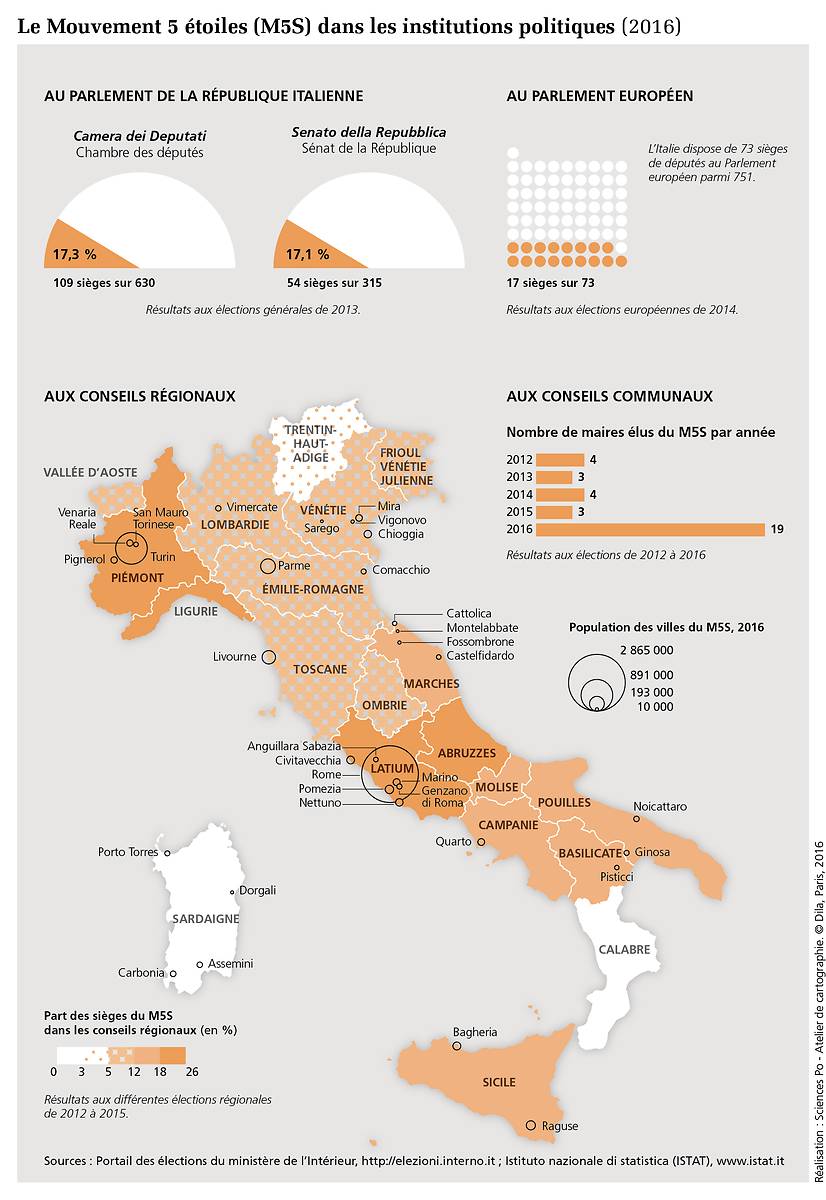 Le Mouvement 5 étoiles (M5S) dans les institutions politiques (2016)
AU PARLEMENT DE LA RÉPUBLIQUE ITALIENNE
Camera dei Deputati
Chambre des députés
17,3 %
109 sièges sur 630
Senato della Repubblica
Sénat de la République
17,1 %
54 sièges sur 315
Résultats aux élections générales de 2013.
AU PARLEMENT EUROPÉEN
L'Italie dispose de 73 sièges
de députés au Parlement
européen parmi 751.
17 sièges sur 73
Résultats aux élections européennes de 2014.
AUX CONSEILS RÉGIONAUX
TRENTIN-
HAUT-
ADIGE
FRIOUL
VÉNÉTIE
JULIENNE
VALLÉE D'AOSTE
Venaria
Reale
San Mauro
Torinese
Vimercate
LOMBARDIE
VÉNÉTIE
Sarego
Mira
Vigonovo
Chioggia
Pignerol
Turin
PIÉMONT
Parme
Comacchio
ÉMILIE-ROMAGNE
LIGURIE
Cattolica
Montelabbate
Fossombrone
Castelfidardo
Livourne
TOSCANE
MARCHES
OMBRIE
Anguillara Sabazia
Civitavecchia
Rome
Pomezia
Nettuno
LATIUM
Marino
Genzano
di Roma
ABRUZZES
MOLISE
POUILLES
CAMPANIE
Noicattaro
Quarto
BASILICATE
Ginosa
Pisticci
Porto Torres
Dorgali
SARDAIGNE
Assemini
Carbonia
CALABRE
Bagheria
SICILE
Raguse
AUX CONSEILS COMMUNAUX
Nombre de maires élus du M5S par année
2012 4
2013 3
2014 4
2015 3
2016 19
Résultats aux élections de 2012 à 2016
Population des villes du M5S, 2016
2 865 000
891 000
193 000
10 000
Part des sièges du M5S
dans les conseils régionaux (en %)
0 3 5 12 18 26
Résultats aux différentes élections régionales
de 2012 à 2015.
Sources : Portail des élections du ministère de l'Intérieur, http://elezioni.interno.it ; Istituto nazionale di statistica (ISTAT), www.istat.it
Réalisation : Sciences Po - Atelier de cartographie. © Dila, Paris, 2016